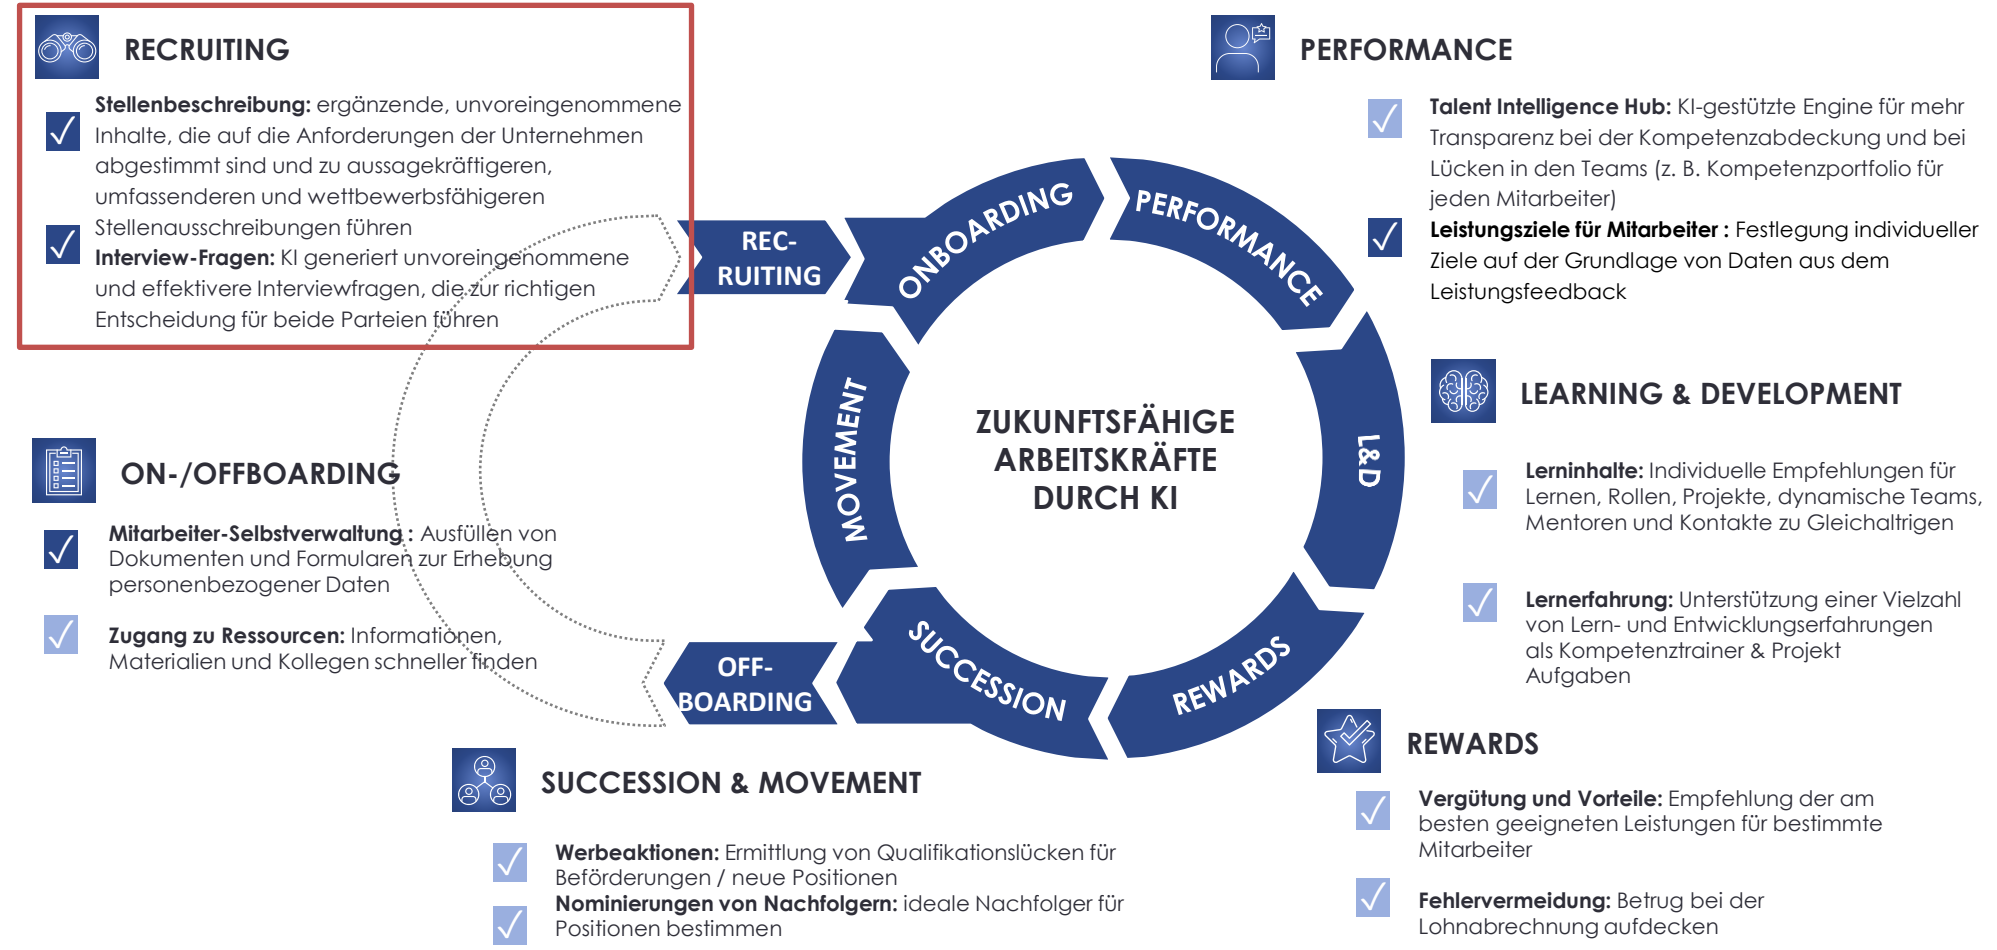 RECRUITING
Stellenbeschreibung: ergänzende, unvoreingenommene
Inhalte, die auf die Anforderungen der Unternehmen
abgestimmt sind und zu aussagekräftigeren,
umfassenderen und wettbewerbsfähigeren
Stellenausschreibungen führen
Interview-Fragen: KI generiert unvoreingenommene
und effektivere Interviewfragen, die zur richtigen
Entscheidung für beide Parteien führen
PERFORMANCE
Talent Intelligence Hub: KI-gestützte Engine für mehr
Transparenz bei der Kompetenzabdeckung und bei
Lücken in den Teams (z. B. Kompetenzportfolio für
jeden Mitarbeiter)
Leistungsziele für Mitarbeiter : Festlegung individueller
Ziele auf der Grundlage von Daten aus dem
Leistungsfeedback
REC-
RUITING
ONBOARDING
PERFORMANCE
L&D
REWARDS
SUCCESSION
MOVEMENT
OFF-
BOARDING
ZUKUNFTSFÄHIGE
ARBEITSKRÄFTE
DURCH KI
LEARNING & DEVELOPMENT
Lerninhalte: Individuelle Empfehlungen für
Lernen, Rollen, Projekte, dynamische Teams,
Mentoren und Kontakte zu Gleichaltrigen
Lernerfahrung: Unterstützung einer Vielzahl
von Lern- und Entwicklungserfahrungen
als Kompetenztrainer & Projekt
Aufgaben
ON-/OFFBOARDING
Mitarbeiter-Selbstverwaltung : Ausfüllen von
Dokumenten und Formularen zur Erhebung
personenbezogener Daten
Zugang zu Ressourcen: Informationen,
Materialien und Kollegen schneller finden
SUCCESSION & MOVEMENT
Werbeaktionen: Ermittlung von Qualifikationslücken für
Beförderungen / neue Positionen
Nominierungen von Nachfolgern: ideale Nachfolger für
Positionen bestimmen
REWARDS
Vergütung und Vorteile: Empfehlung der am
besten geeigneten Leistungen für bestimmte
Mitarbeiter
Fehlervermeidung: Betrug bei der
Lohnabrechnung aufdecken